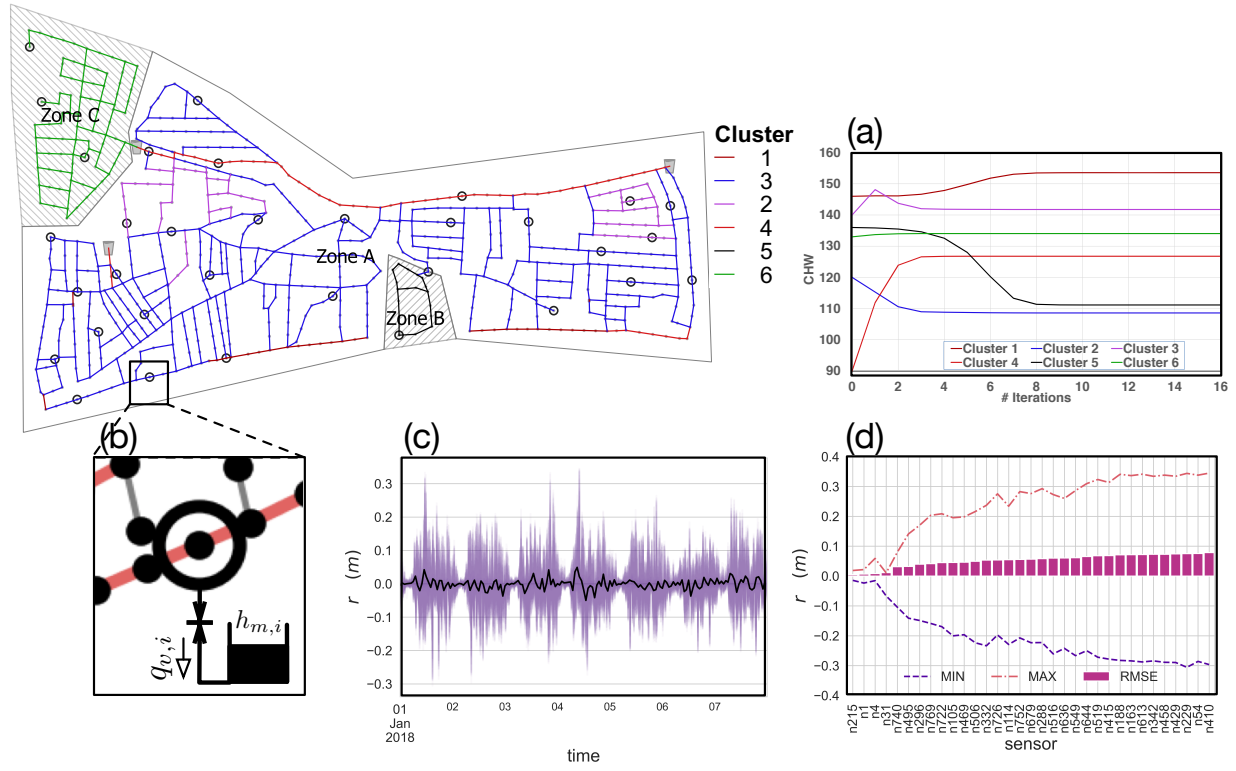 Zone C
Zone A
Zone B
Cluster
1
3
2
4
5
6
(a)
160
150
140
130
120
110
100
90
CHW
0 2 4 6 8 10 12 14 16
# Iterations
Cluster 1 Cluster 2 Cluster 3
Cluster 4 Cluster 5 Cluster 6
(b)
h_{m,i}
q_{v,i}
(c)
0.3
0.2
0.1
0.0
−0.1
−0.2
−0.3
r (m)
01 02 03 04 05 06 07
Jan
2018
time
(d)
0.4
0.3
0.2
0.1
0.0
−0.1
−0.2
−0.3
−0.4
r (m)
MIN MAX RMSE
n215 n1 n4 n31 n740 n495 n296 n769 n722 n105 n469 n506 n332 n726 n114 n752 n679 n288 n516 n636 n549 n644 n519 n415 n188 n163 n613 n342 n458 n429 n229 n54 n410
sensor